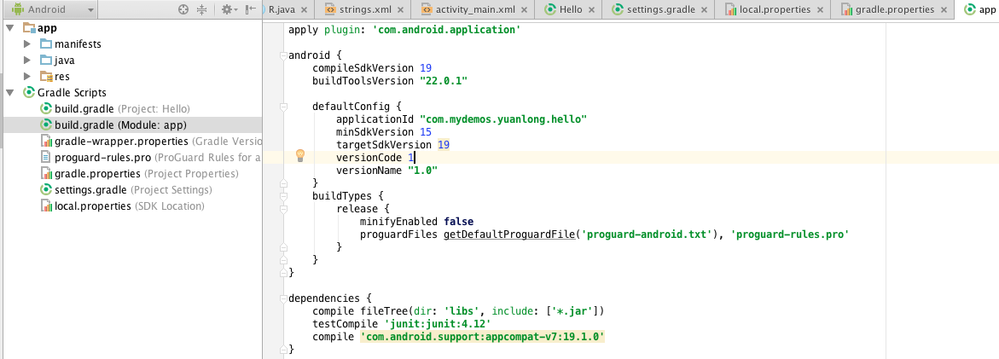 Android
R.java
strings.xml
activity_main.xml
Hello
settings.gradle
local.properties
gradle.properties
app
app
manifests
java
res
Gradle Scripts
build.gradle (Project: Hello)
build.gradle (Module: app)
gradle-wrapper.properties (Gradle Versio
proguard-rules.pro (ProGuard Rules for a
gradle.properties (Project Properties)
settings.gradle (Project Settings)
local.properties (SDK Location)
apply plugin: 'com.android.application'
android {
compileSdkVersion 19
buildToolsVersion "22.0.1"
defaultConfig {
applicationId "com.mydemos.yuanlong.hello"
minSdkVersion 15
targetSdkVersion 19
versionCode 1
versionName "1.0"
}
buildTypes {
release {
minifyEnabled false
proguardFiles getDefaultProguardFile('proguard-android.txt'), 'proguard-rules.pro'
}
}
}
dependencies {
compile fileTree(dir: 'libs', include: ['*.jar'])
testCompile 'junit:junit:4.12'
compile 'com.android.support:appcompat-v7:19.1.0'
}